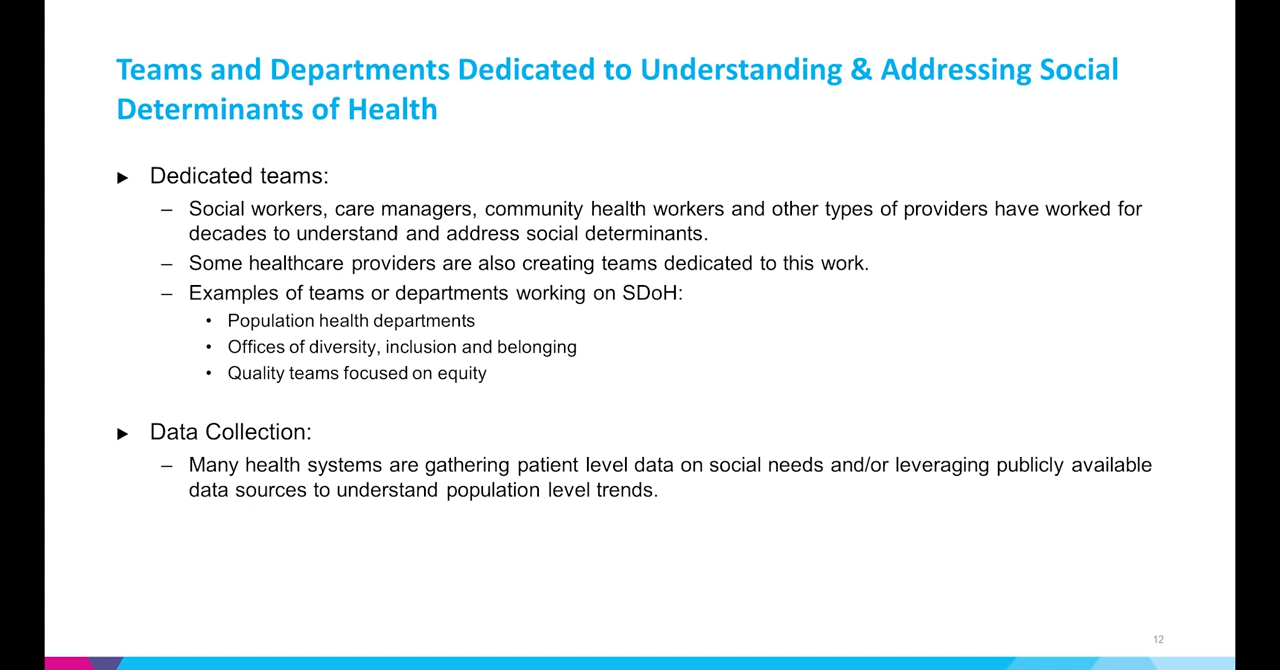 Teams and Departments Dedicated to Understanding & Addressing Social
Determinants of Health
▶ Dedicated teams:
– Social workers, care managers, community health workers and other types of providers have worked for
decades to understand and address social determinants.
– Some healthcare providers are also creating teams dedicated to this work.
– Examples of teams or departments working on SDoH:
• Population health departments
• Offices of diversity, inclusion and belonging
• Quality teams focused on equity
▶ Data Collection:
– Many health systems are gathering patient level data on social needs and/or leveraging publicly available
data sources to understand population level trends.
12